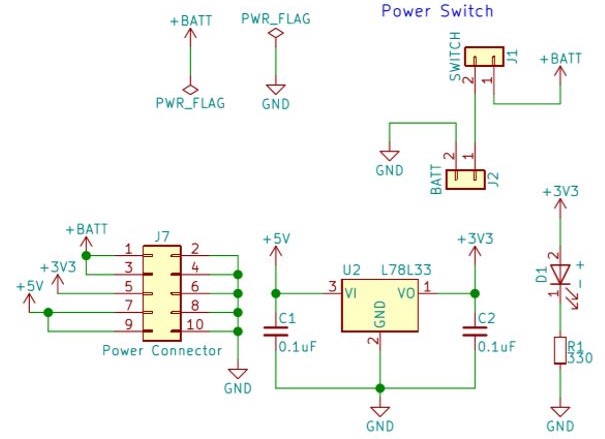 Power Switch
+BATT
PWR_FLAG
PWR_FLAG
GND
SWITCH
J1
2
1
+BATT
GND
2
1
BATT
J2
+BATT
J7
+3V3
+5V
1
2
3
4
5
6
7
8
9
10
Power Connector
GND
+5V
U2
L78L33
+3V3
3
VI
VO
1
GND
2
C1
0.1uF
C2
0.1uF
GND
+3V3
2
D1
+
-
1
R1
330
GND